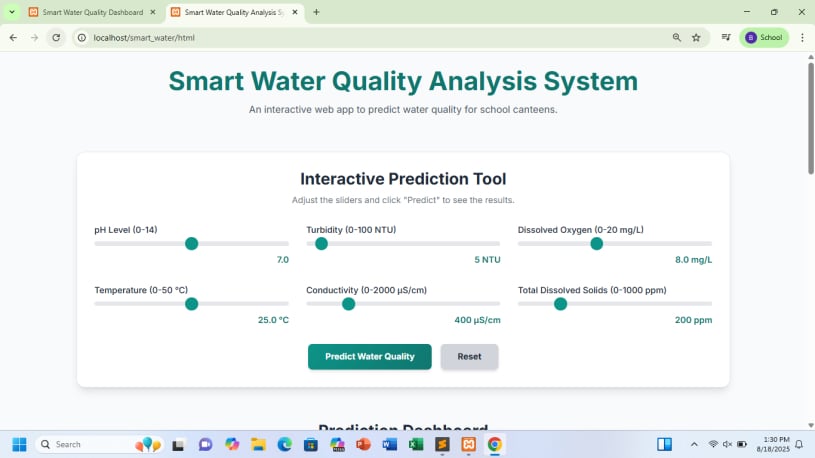 Smart Water Quality Dashboard
Smart Water Quality Analysis Sy
localhost/smart_water/html
B School
Smart Water Quality Analysis System
An interactive web app to predict water quality for school canteens.
Interactive Prediction Tool
Adjust the sliders and click "Predict" to see the results.
pH Level (0-14) Turbidity (0-100 NTU) Dissolved Oxygen (0-20 mg/L)
7.0 5 NTU 8.0 mg/L
Temperature (0-50 °C) Conductivity (0-2000 µS/cm) Total Dissolved Solids (0-1000 ppm)
25.0 °C 400 µS/cm 200 ppm
Predict Water Quality Reset
Prediction Dashboard
Search
1:30 PM
8/18/2025